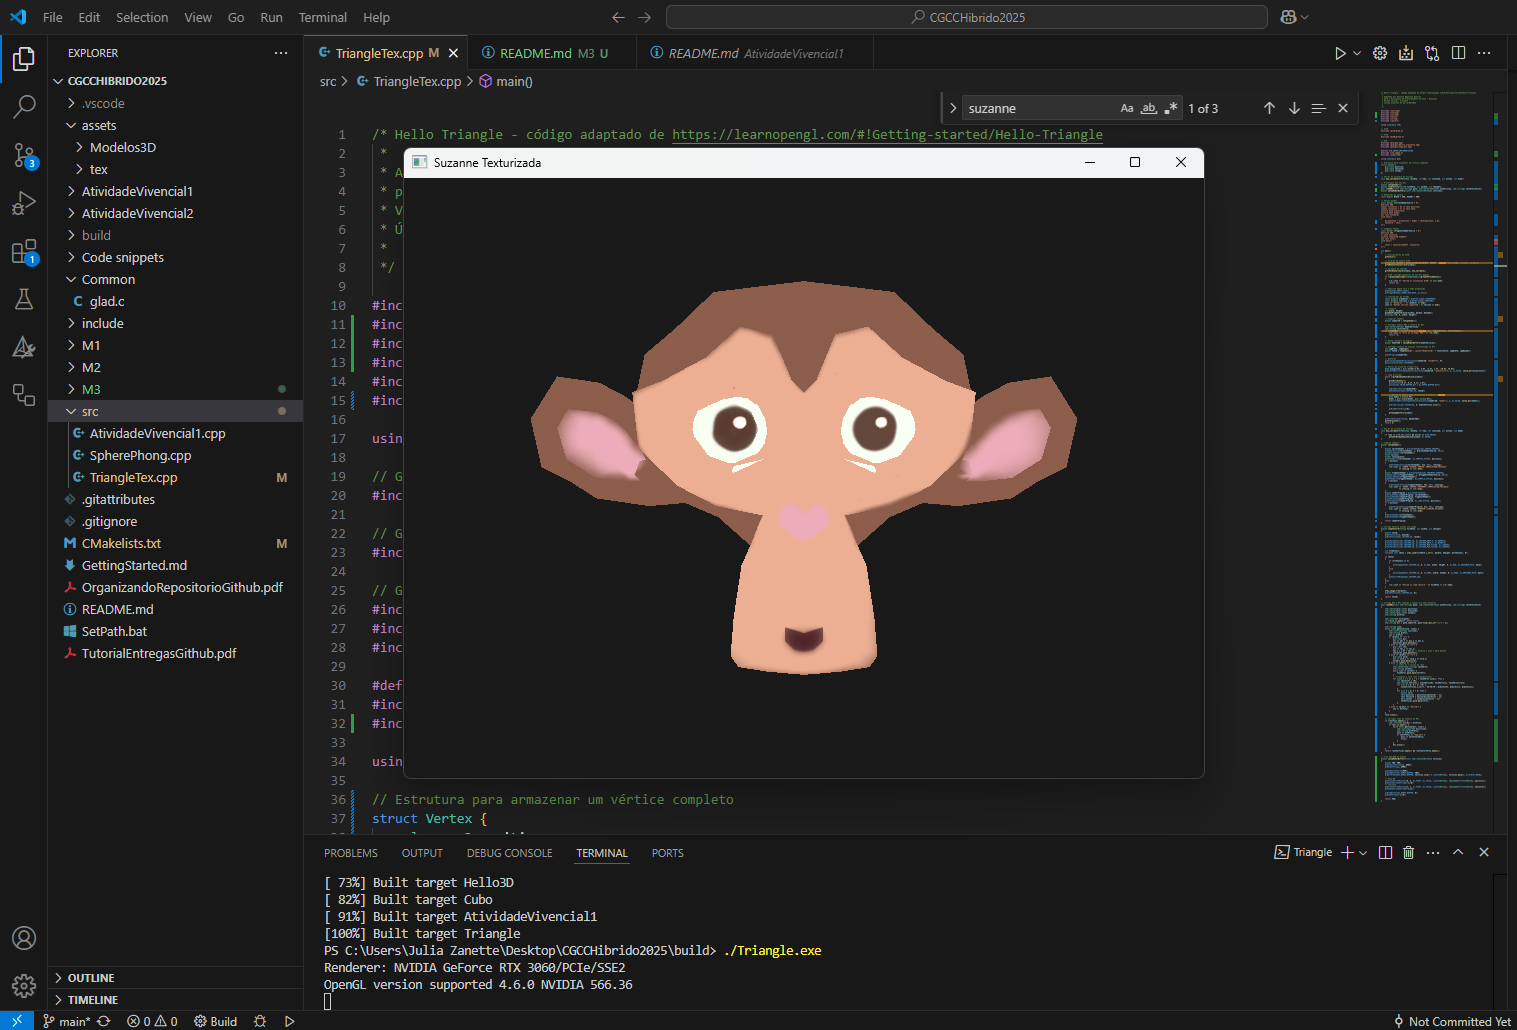 File Edit Selection View Go Run Terminal Help
CGCCHibrido2025
EXPLORER
CGCCHIBRIDO2025
.vscode
assets
Modelos3D
tex
AtividadeVivencial1
AtividadeVivencial2
build
Code snippets
Common
C glad.c
include
M1
M2
M3
src
AtividadeVivencial1.cpp
SpherePhong.cpp
TriangleTex.cpp M
.gitattributes
.gitignore
CMakelists.txt M
GettingStarted.md
OrganizandoRepositorioGithub.pdf
README.md
SetPath.bat
TutorialEntregasGithub.pdf
OUTLINE
TIMELINE
3
1
TriangleTex.cpp M
README.md M3 U
README.md AtividadeVivencial1
src > TriangleTex.cpp > main()
suzanne Aa ab .* 1 of 3
1 /* Hello Triangle - código adaptado de https://learnopengl.com/#!Getting-started/Hello-Triangle
2 *
3 * A
4 * p
5 * V
6 * Ú
7 *
8 */
9
10 #inc
11 #inc
12 #inc
13 #inc
14 #inc
15 #inc
16
17 usin
18
19 // G
20 #inc
21
22 // G
23 #inc
24
25 // G
26 #inc
27 #inc
28 #inc
29
30 #def
31 #inc
32 #inc
33
34 usin
35
36 // Estrutura para armazenar um vértice completo
37 struct Vertex {
Suzanne Texturizada
PROBLEMS OUTPUT DEBUG CONSOLE TERMINAL PORTS
Triangle
[ 73%] Built target Hello3D
[ 82%] Built target Cubo
[ 91%] Built target AtividadeVivencial1
[100%] Built target Triangle
PS C:\Users\Julia Zanette\Desktop\CGCCHibrido2025\build> ./Triangle.exe
Renderer: NVIDIA GeForce RTX 3060/PCIe/SSE2
OpenGL version supported 4.6.0 NVIDIA 566.36
main* 0 0 Build
Not Committed Yet